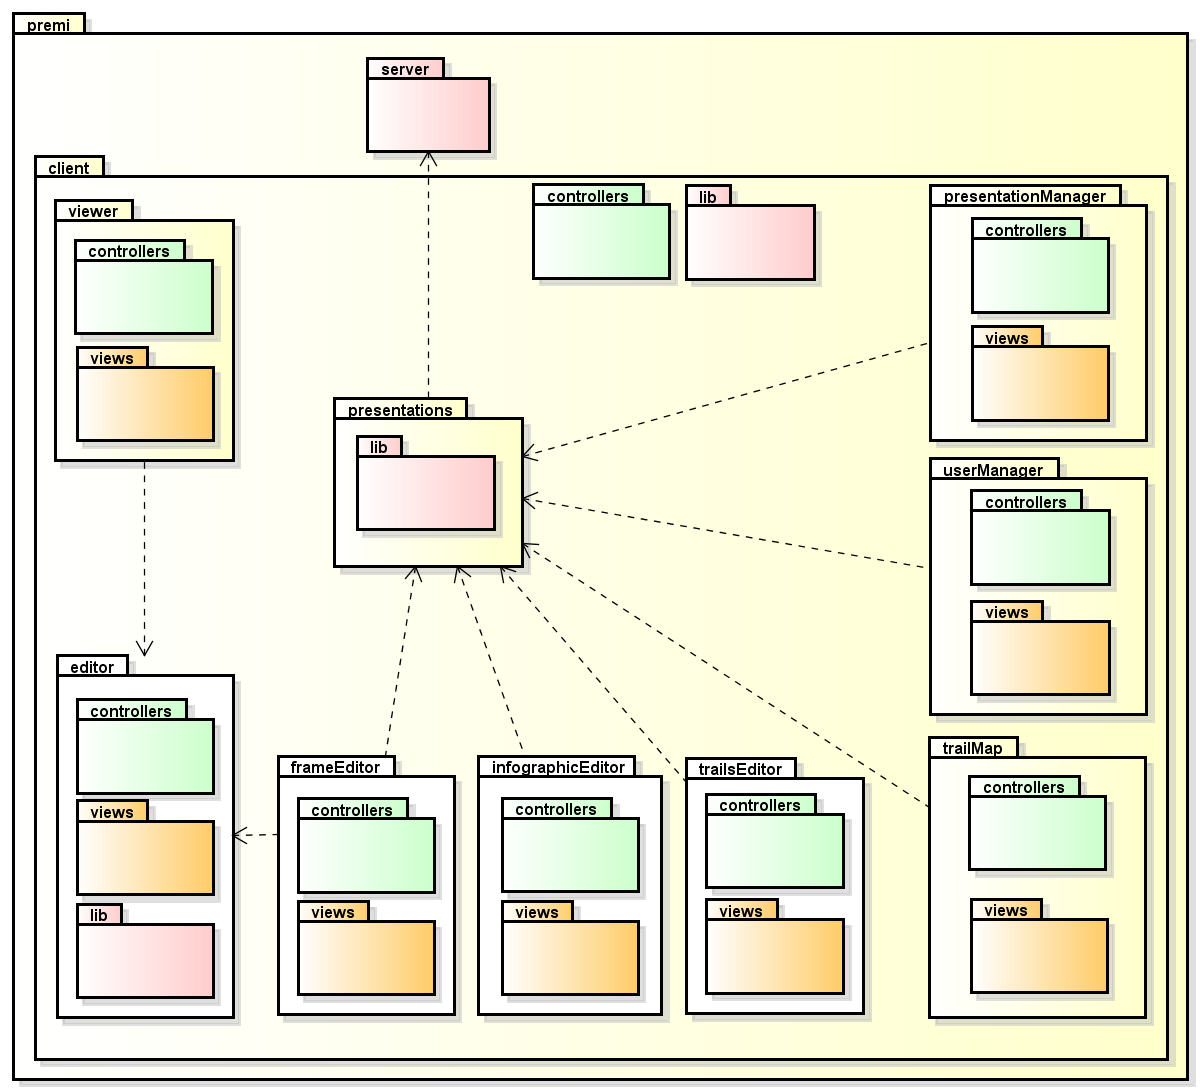 premi
server
client
viewer
controllers
views
controllers
lib
presentationManager
controllers
views
presentations
lib
userManager
controllers
views
editor
controllers
views
lib
frameEditor
controllers
views
infographicEditor
controllers
views
trailsEditor
controllers
views
trailMap
controllers
views